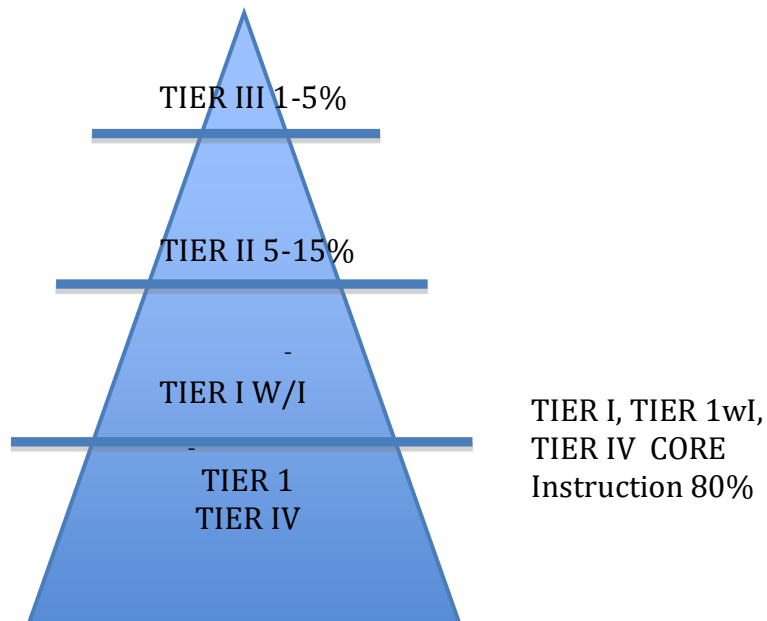 TIER III 1-5%
TIER II 5-15%
-
TIER I W/I
TIER I, TIER 1wI,
TIER IV  CORE
Instruction 80%
-
TIER 1
TIER IV